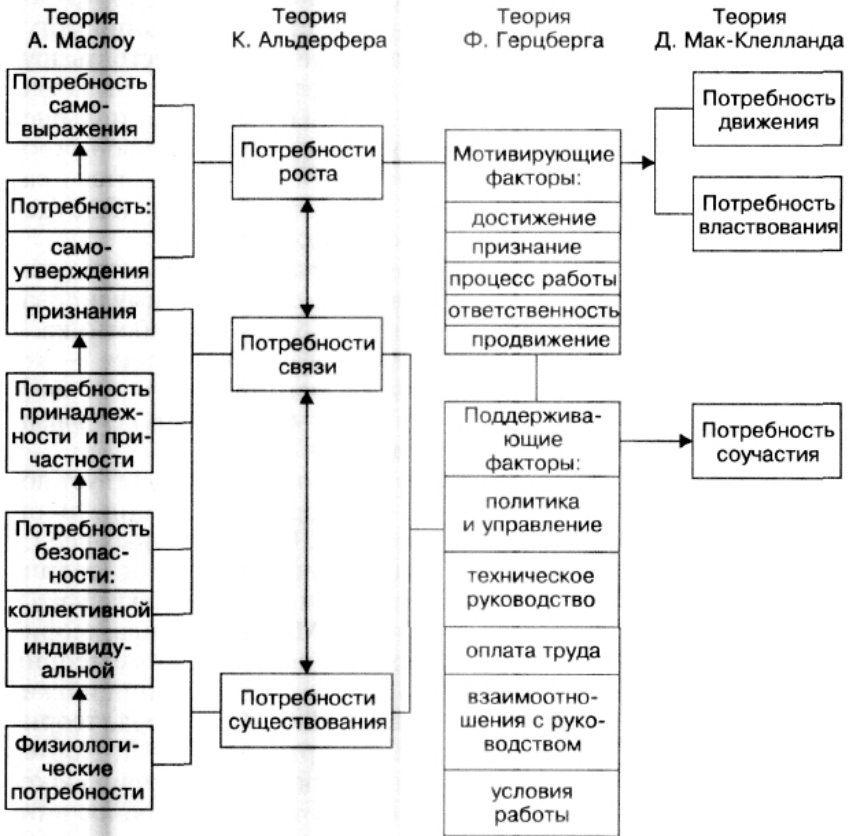 Теория
А. Маслоу
Теория
К. Альдерфера
Теория
Ф. Герцберга
Теория
Д. Мак-Клелланда
Потребность
само-
выражения
Потребность:
само-
утверждения
признания
Потребность
принадлеж-
ности и при-
частности
Потребность
безопас-
ности:
коллективной
индивиду-
альной
Физиологи-
ческие
потребности
Потребности
роста
Потребности
связи
Потребности
существования
Мотивирующие
факторы:
достижение
признание
процесс работы
ответственность
продвижение
Поддержива-
ющие
факторы:
политика
и управление
техническое
руководство
оплата труда
взаимоотно-
шения с руко-
водством
условия
работы
Потребность
движения
Потребность
властвования
Потребность
соучастия